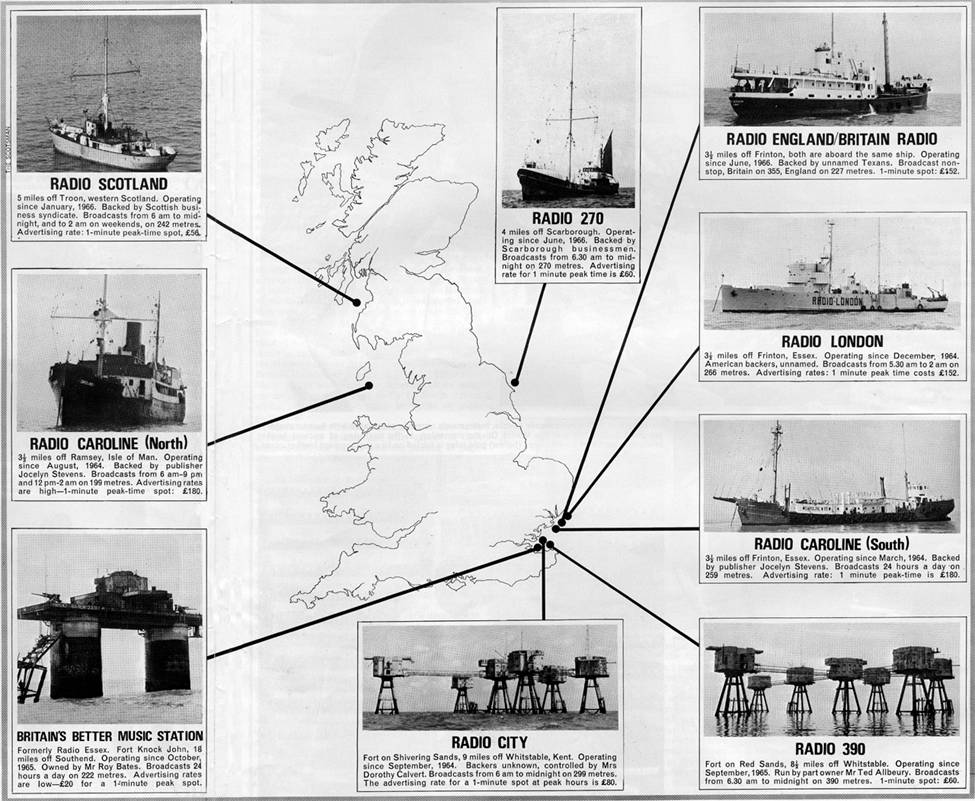 THE SCOTSMAN
RADIO SCOTLAND
5 miles off Troon, western Scotland. Operating
since January, 1966. Backed by Scottish busi-
ness syndicate. Broadcasts from 6 am to mid-
night, and to 2 am on weekends, on 242 metres.
Advertising rate: 1-minute peak-time spot, £56.
RADIO 270
4 miles off Scarborough. Operat-
ing since June, 1966. Backed by
Scarborough businessmen.
Broadcasts from 6.30 am to mid-
night on 270 metres. Advertising
rate for 1 minute peak time is £60.
RADIO ENGLAND/BRITAIN RADIO
3½ miles off Frinton, both are aboard the same ship. Operating
since June, 1966. Backed by unnamed Texans. Broadcast non-
stop, Britain on 355, England on 227 metres. 1-minute spot: £152.
RADIO CAROLINE (North)
3½ miles off Ramsey, Isle of Man. Operating
since August, 1964. Backed by publisher
Jocelyn Stevens. Broadcasts from 6 am-9 pm
and 12 pm-2 am on 199 metres. Advertising rates
are high—1-minute peak-time spot: £180.
RADIO-LONDON
RADIO LONDON
3½ miles off Frinton, Essex. Operating since December, 1964.
American backers, unnamed. Broadcasts from 5.30 am to 2 am on
266 metres. Advertising rates: 1 minute peak time costs £152.
RADIO CAROLINE (South)
3½ miles off Frinton, Essex. Operating since March, 1964. Backed
by publisher Jocelyn Stevens. Broadcasts 24 hours a day on
259 metres. Advertising rate: 1 minute peak-time is £180.
BRITAIN'S BETTER MUSIC STATION
Formerly Radio Essex. Fort Knock John, 18
miles off Southend. Operating since October,
1965. Owned by Mr Roy Bates. Broadcasts 24
hours a day on 222 metres. Advertising rates
are low—£20 for a 1-minute peak spot.
RADIO CITY
Fort on Shivering Sands, 9 miles off Whitstable, Kent. Operating
since September, 1964. Backers unknown, controlled by Mrs
Dorothy Calvert. Broadcasts from 6 am to midnight on 299 metres.
The advertising rate for a 1-minute spot at peak hours is £80.
RADIO 390
Fort on Red Sands, 8½ miles off Whitstable. Operating since
September, 1965. Run by part owner Mr Ted Allbeury. Broadcasts
from 6.30 am to midnight on 390 metres. 1-minute spot: £60.